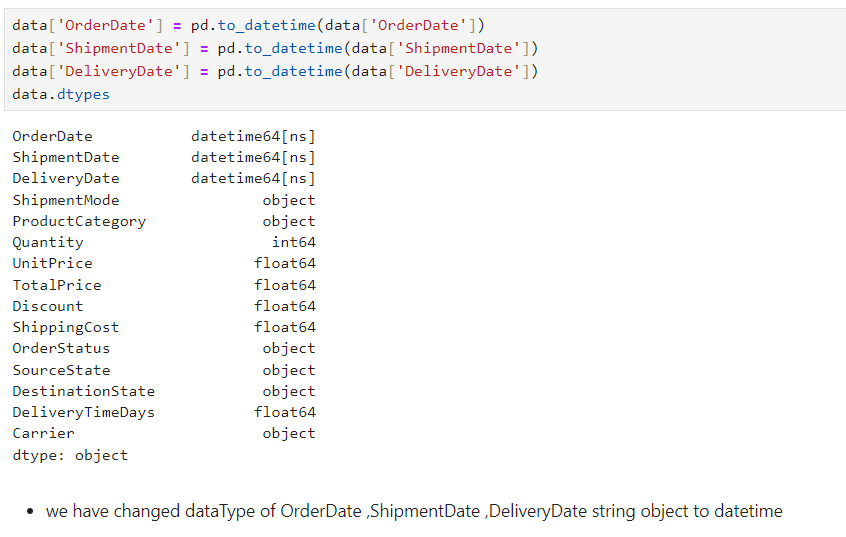 data['OrderDate'] = pd.to_datetime(data['OrderDate'])
data['ShipmentDate'] = pd.to_datetime(data['ShipmentDate'])
data['DeliveryDate'] = pd.to_datetime(data['DeliveryDate'])
data.dtypes
OrderDate datetime64[ns]
ShipmentDate datetime64[ns]
DeliveryDate datetime64[ns]
ShipmentMode object
ProductCategory object
Quantity int64
UnitPrice float64
TotalPrice float64
Discount float64
ShippingCost float64
OrderStatus object
SourceState object
DestinationState object
DeliveryTimeDays float64
Carrier object
dtype: object
• we have changed dataType of OrderDate ,ShipmentDate ,DeliveryDate string object to datetime